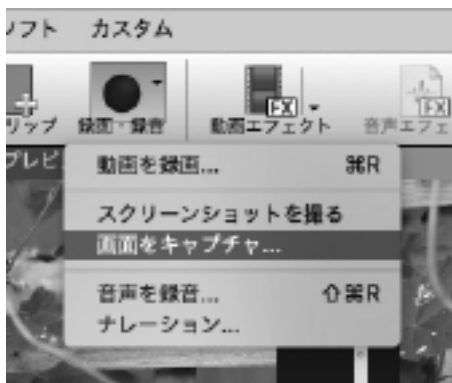 ソフト カスタム
リップ 録画・録音 動画エフェクト 音声エフェ
FX FX
プレビ
動画を録画... ⌘R
スクリーンショットを撮る
画面をキャプチャ...
音声を録音... ⇧⌘R
ナレーション...